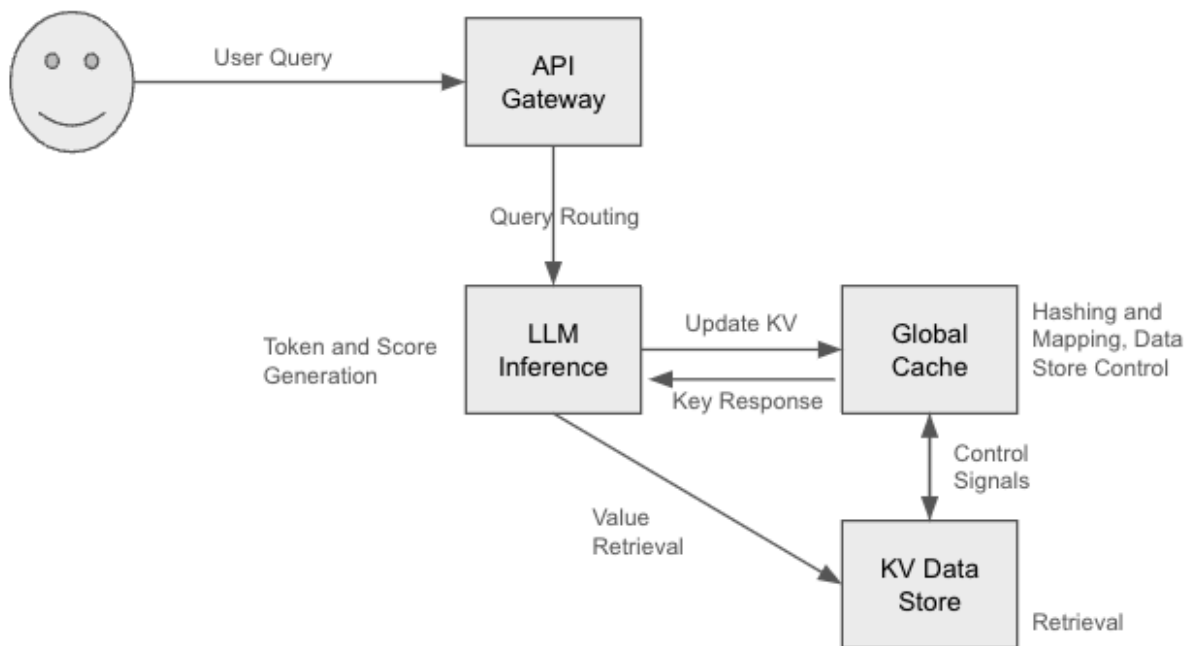 User Query
API
Gateway
Query Routing
Token and Score
Generation
LLM
Inference
Update KV
Key Response
Global
Cache
Hashing and
Mapping, Data
Store Control
Control
Signals
Value
Retrieval
KV Data
Store
Retrieval